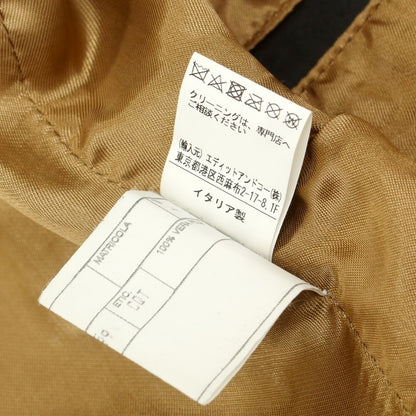 クリーニングは、専門店へ
ご相談ください
(輸入元) エディットアンドコー(株)
東京都港区西麻布2-17-8,1F
イタリア製
MATRICOLA
ETIC.
100% VER